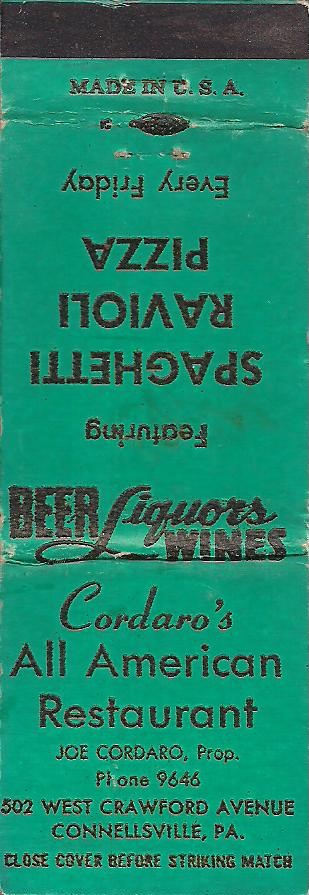 MADE IN U. S. A.
Featuring
SPAGHETTI
RAVIOLI
PIZZA
Every Friday
BEER Liquors
WINES
Cordaro's
All American
Restaurant
JOE CORDARO, Prop.
Phone 9646
502 WEST CRAWFORD AVENUE
CONNELLSVILLE, PA.
CLOSE COVER BEFORE STRIKING MATCH